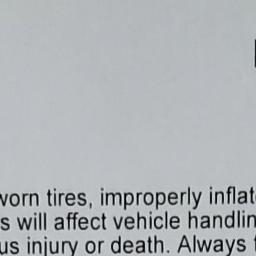 worn tires, improperly inflat
s will affect vehicle handlin
us injury or death. Always